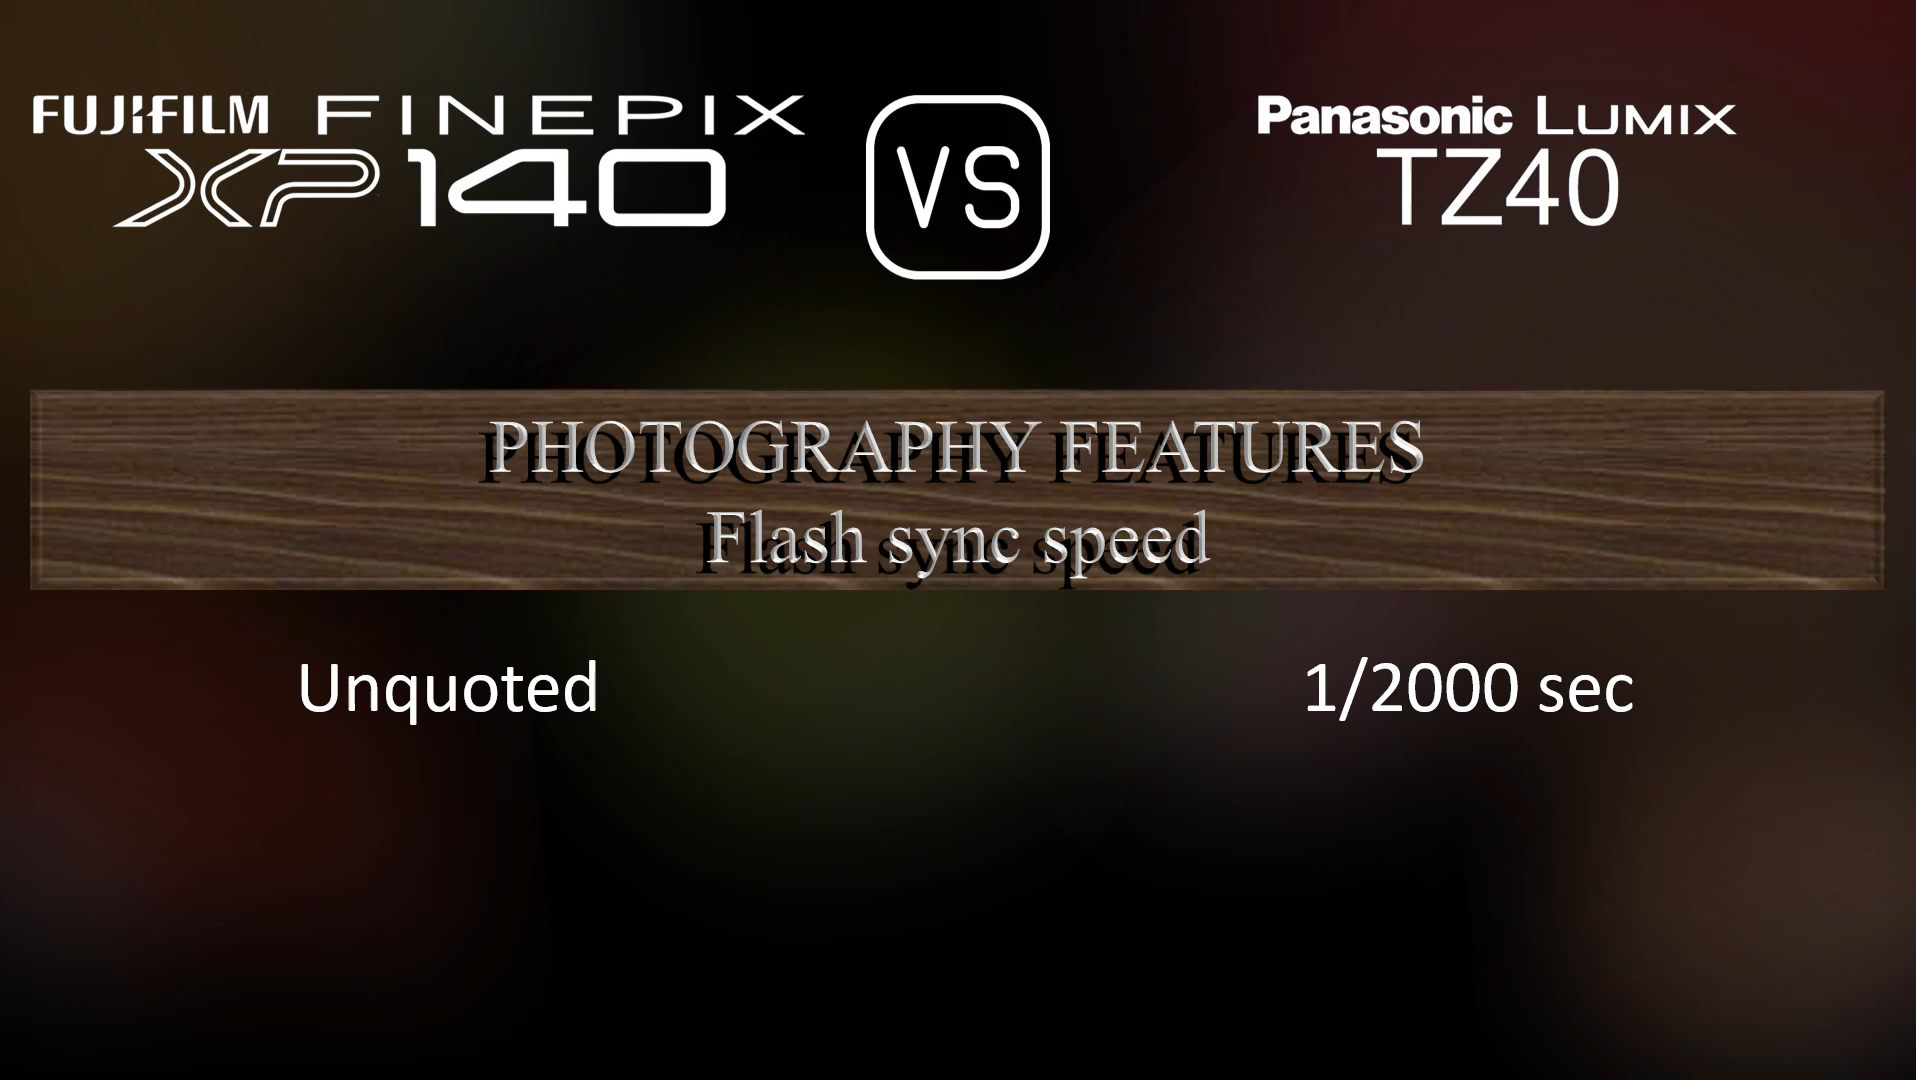 FUJIFILM FINEPIX
XP140
VS
Panasonic LUMIX
TZ40
PHOTOGRAPHY FEATURES
Flash sync speed
Unquoted
1/2000 sec